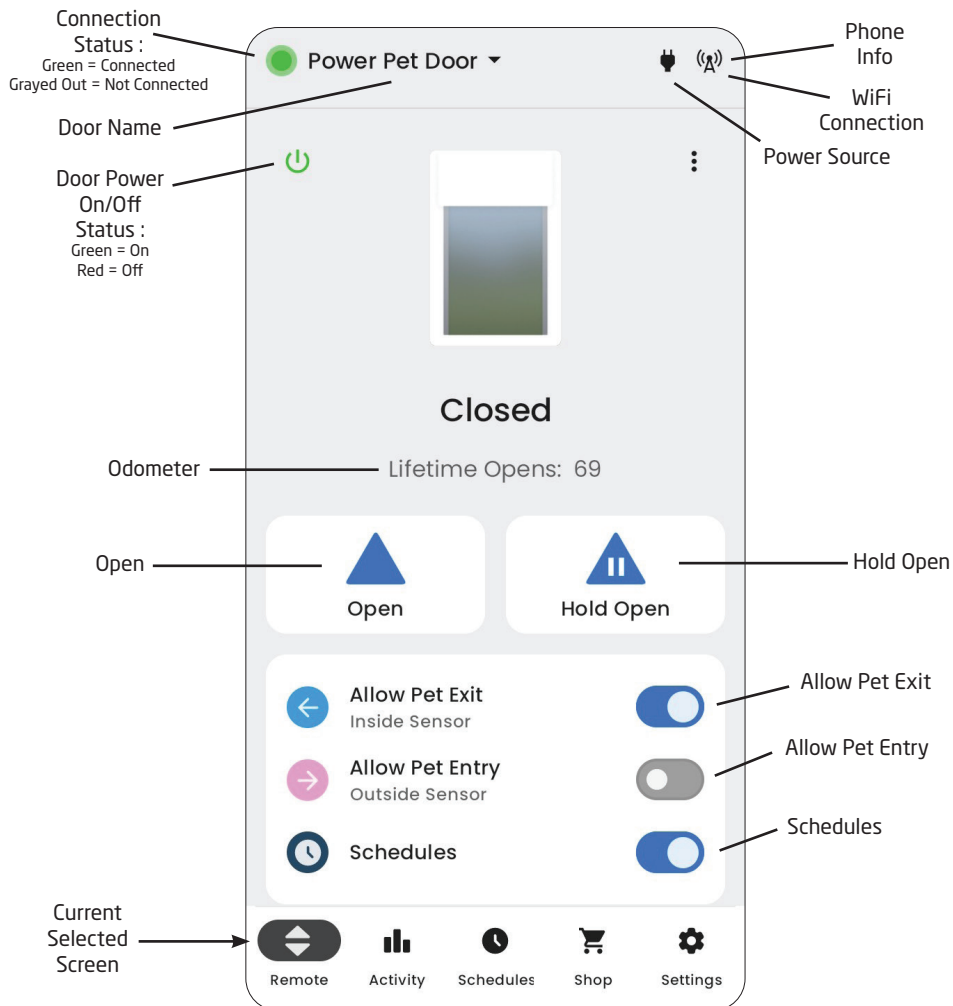 Connection
Status :
Green = Connected
Grayed Out = Not Connected
Door Name
Door Power
On/Off
Status :
Green = On
Red = Off
Odometer
Open
Current
Selected
Screen
Power Pet Door
Closed
Lifetime Opens: 69
Open
Hold Open
Allow Pet Exit
Inside Sensor
Allow Pet Entry
Outside Sensor
Schedules
Remote
Activity
Schedules
Shop
Settings
Phone
Info
WiFi
Connection
Power Source
Hold Open
Allow Pet Exit
Allow Pet Entry
Schedules